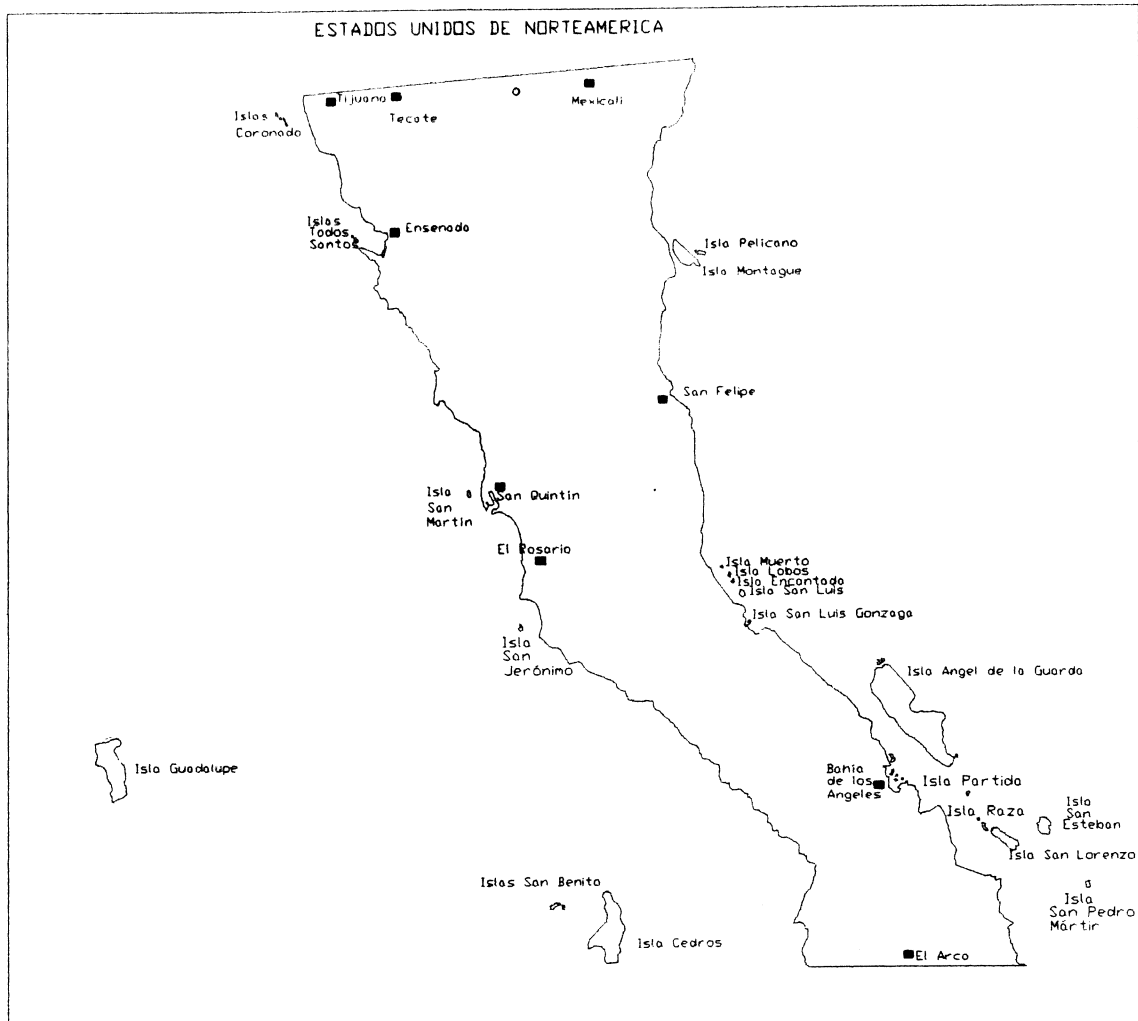 ESTADOS UNIDOS DE NORTEAMERICA
Tijuana
Tecate
Mexicali
Islas
Coronado
Islas
Todos
Santos
Ensenada
Isla Pelicano
Isla Montague
San Felipe
Isla
San
Martín
San Quintín
El Rosario
Isla Muerto
Isla Lobos
Isla Encantada
Isla San Luis
Isla San Luis Gonzaga
Isla
San
Jerónimo
Isla Angel de la Guarda
Isla Guadalupe
Bahía
de los
Angeles
Isla Partida
Isla Raza
Isla
San
Esteban
Isla San Lorenzo
Islas San Benito
Isla
San Pedro
Mártir
Isla Cedros
El Arco